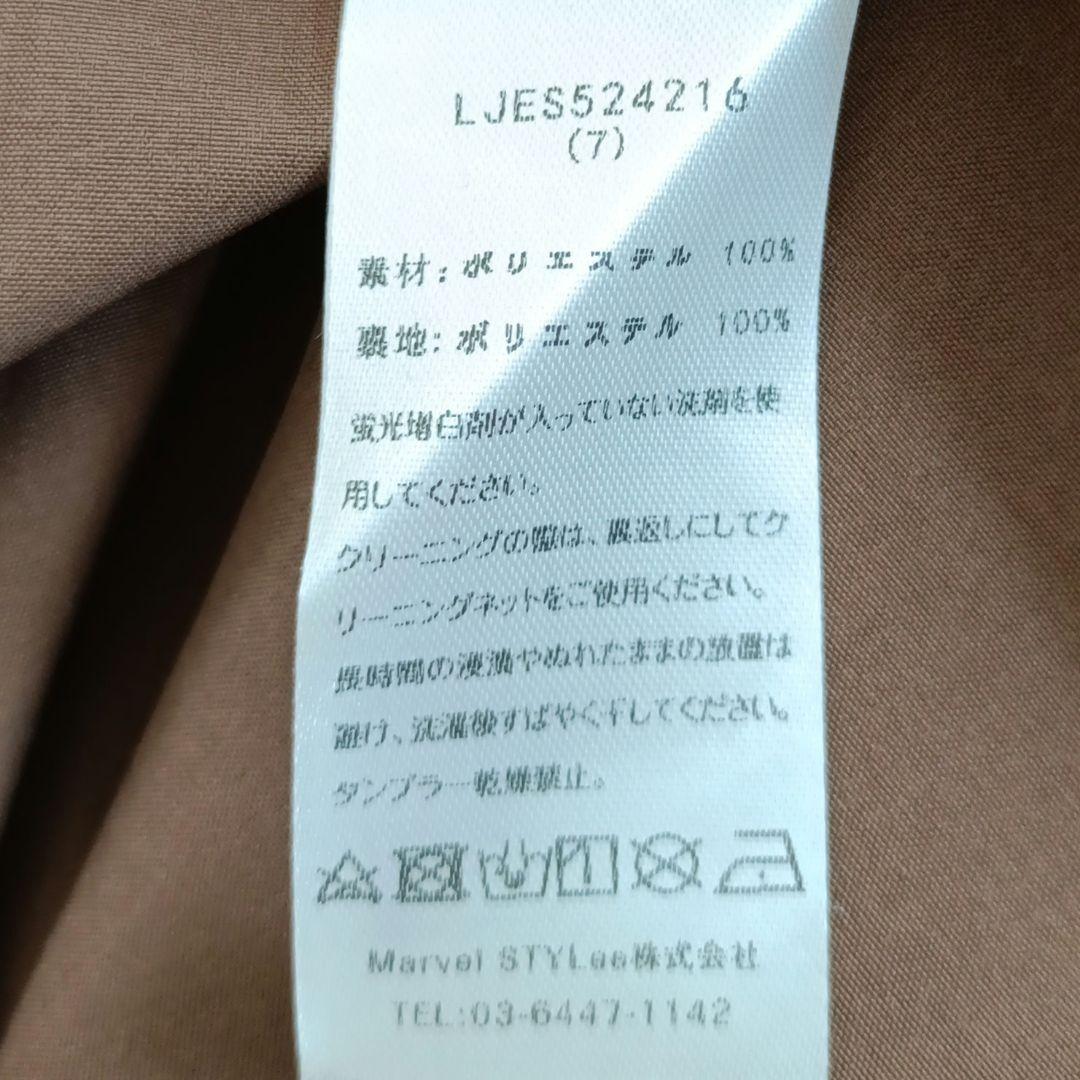 LJES524216
(7)
素材:ポリエステル 100%
裏地:ポリエステル 100%
蛍光増白剤が入っていない洗剤を使
用してください。
クリーニングの際は、裏返しにしてク
リーニングネットをご使用ください。
長時間の浸漬やぬれたままの放置は
避け、洗濯後すばやく干してください。
タンブラー乾燥禁止。
Marvel STYLee株式会社
TEL:03-6447-1142